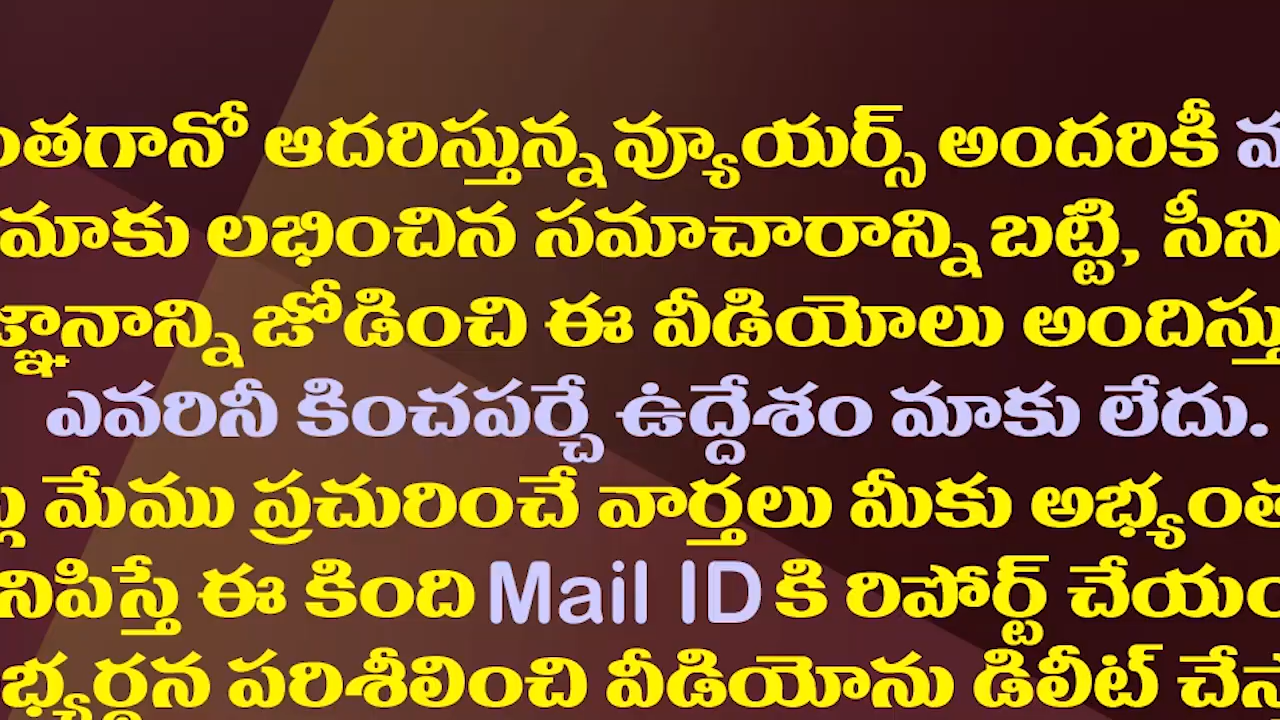 ఆదరిస్తున్న వ్యూయర్స్ అందరికీ
మాకు లభించిన సమాచారాన్ని బట్టి,
జోడించి ఈ వీడియోలు
ఎవరినీ కించపర్చే ఉద్దేశం మాకు లేదు.
మేము ప్రచురించే వార్తలు మీకు
ఈ కింది Mail ID కి రిపోర్ట్
పరిశీలించి వీడియోను డిలీట్